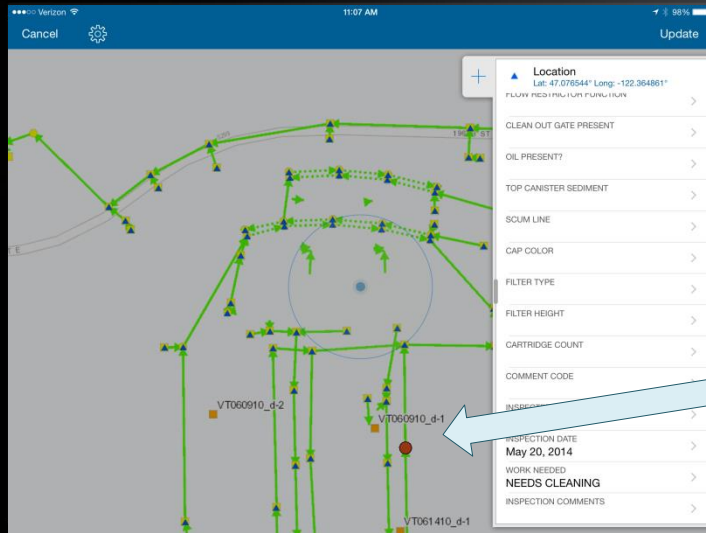 Verizon
11:07 AM
98%
Cancel
Update
Location
Lat: 47.076544° Long: -122.364861°
FLOW RESTRICTOR FUNCTION
CLEAN OUT GATE PRESENT
OIL PRESENT?
TOP CANISTER SEDIMENT
SCUM LINE
CAP COLOR
FILTER TYPE
FILTER HEIGHT
CARTRIDGE COUNT
COMMENT CODE
INSPECTION DATE
May 20, 2014
WORK NEEDED
NEEDS CLEANING
INSPECTION COMMENTS
VT060910_d-2
VT060910_d-1
VT061410_d-1